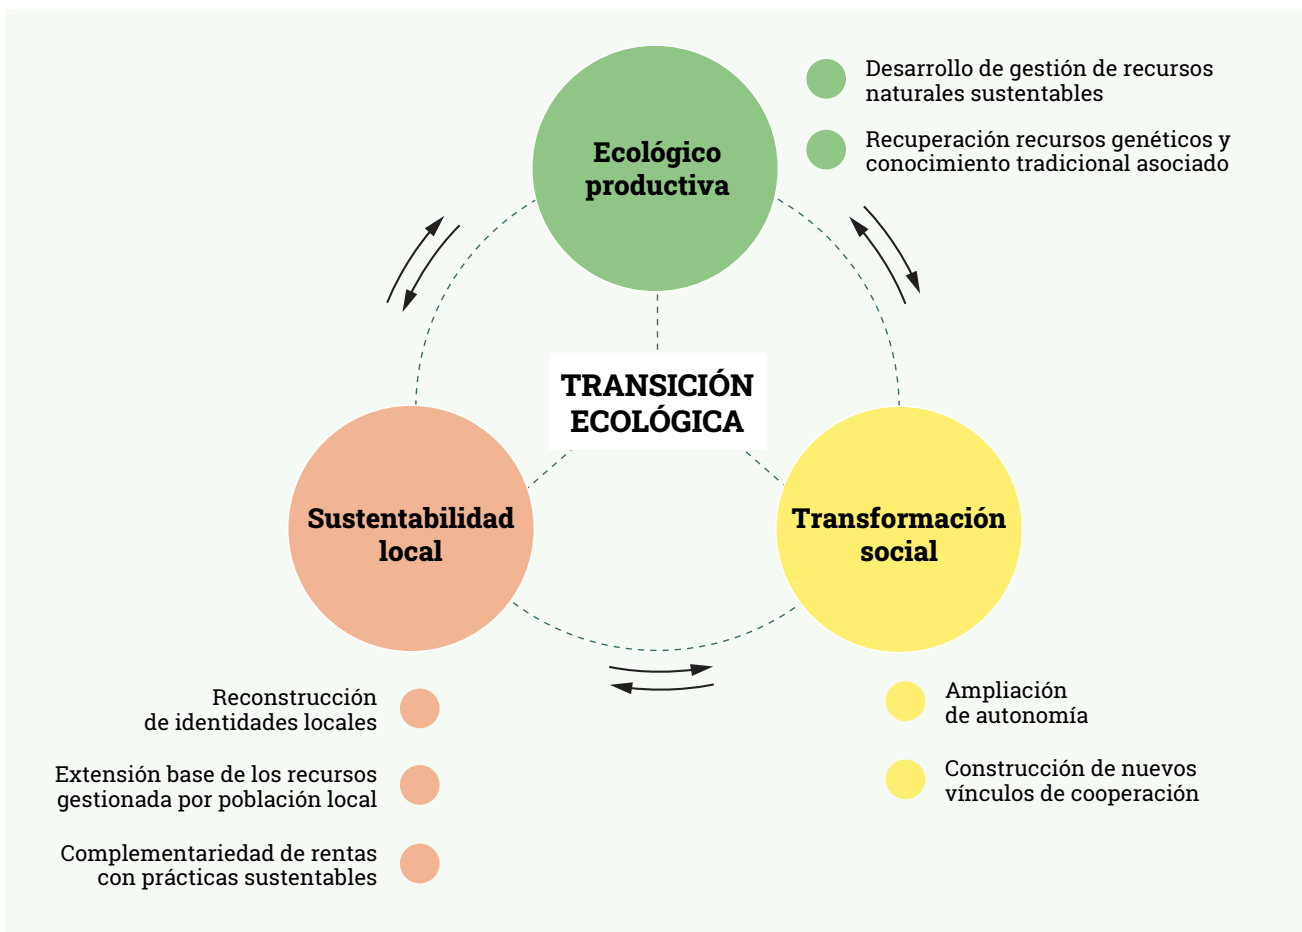 Ecológico
productiva
Desarrollo de gestión de recursos
naturales sustentables
Recuperación recursos genéticos y
conocimiento tradicional asociado
TRANSICIÓN
ECOLÓGICA
Sustentabilidad
local
Transformación
social
Reconstrucción
de identidades locales
Extensión base de los recursos
gestionada por población local
Complementariedad de rentas
con prácticas sustentables
Ampliación
de autonomía
Construcción de nuevos
vínculos de cooperación